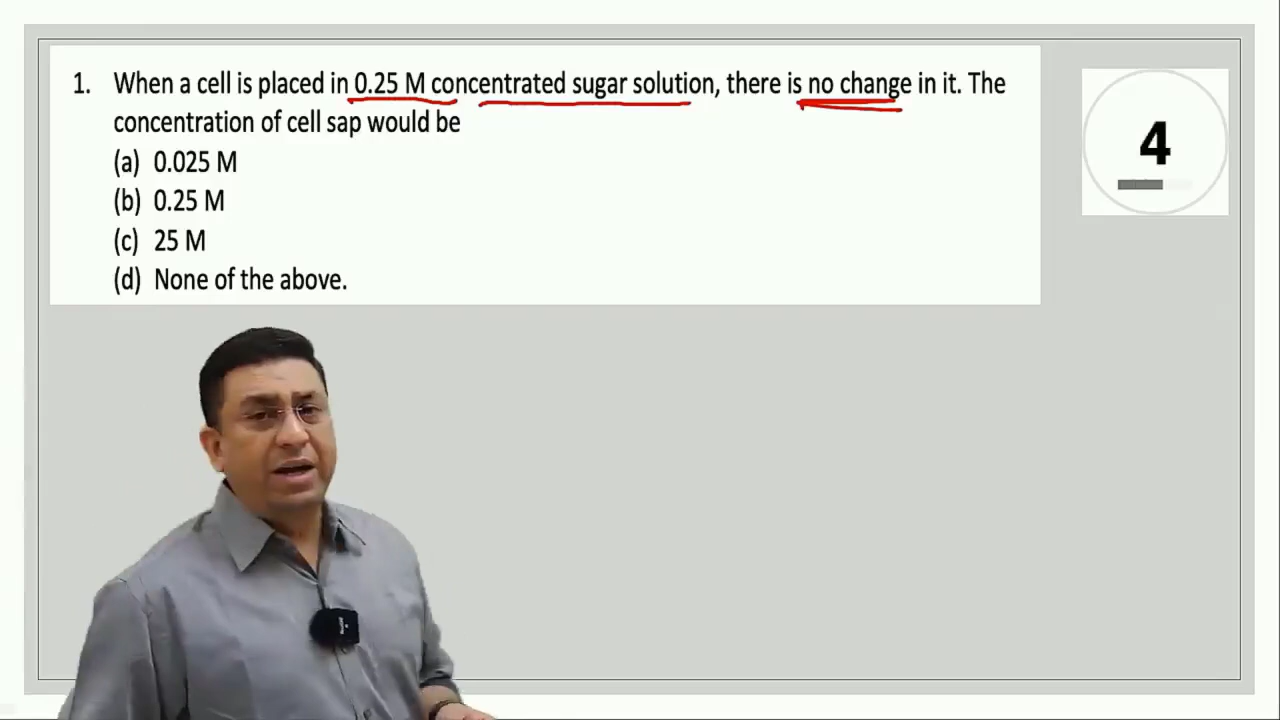 1. When a cell is placed in 0.25 M concentrated sugar solution, there is no change in it. The
concentration of cell sap would be
(a) 0.025 M
(b) 0.25 M
(c) 25 M
(d) None of the above.
4